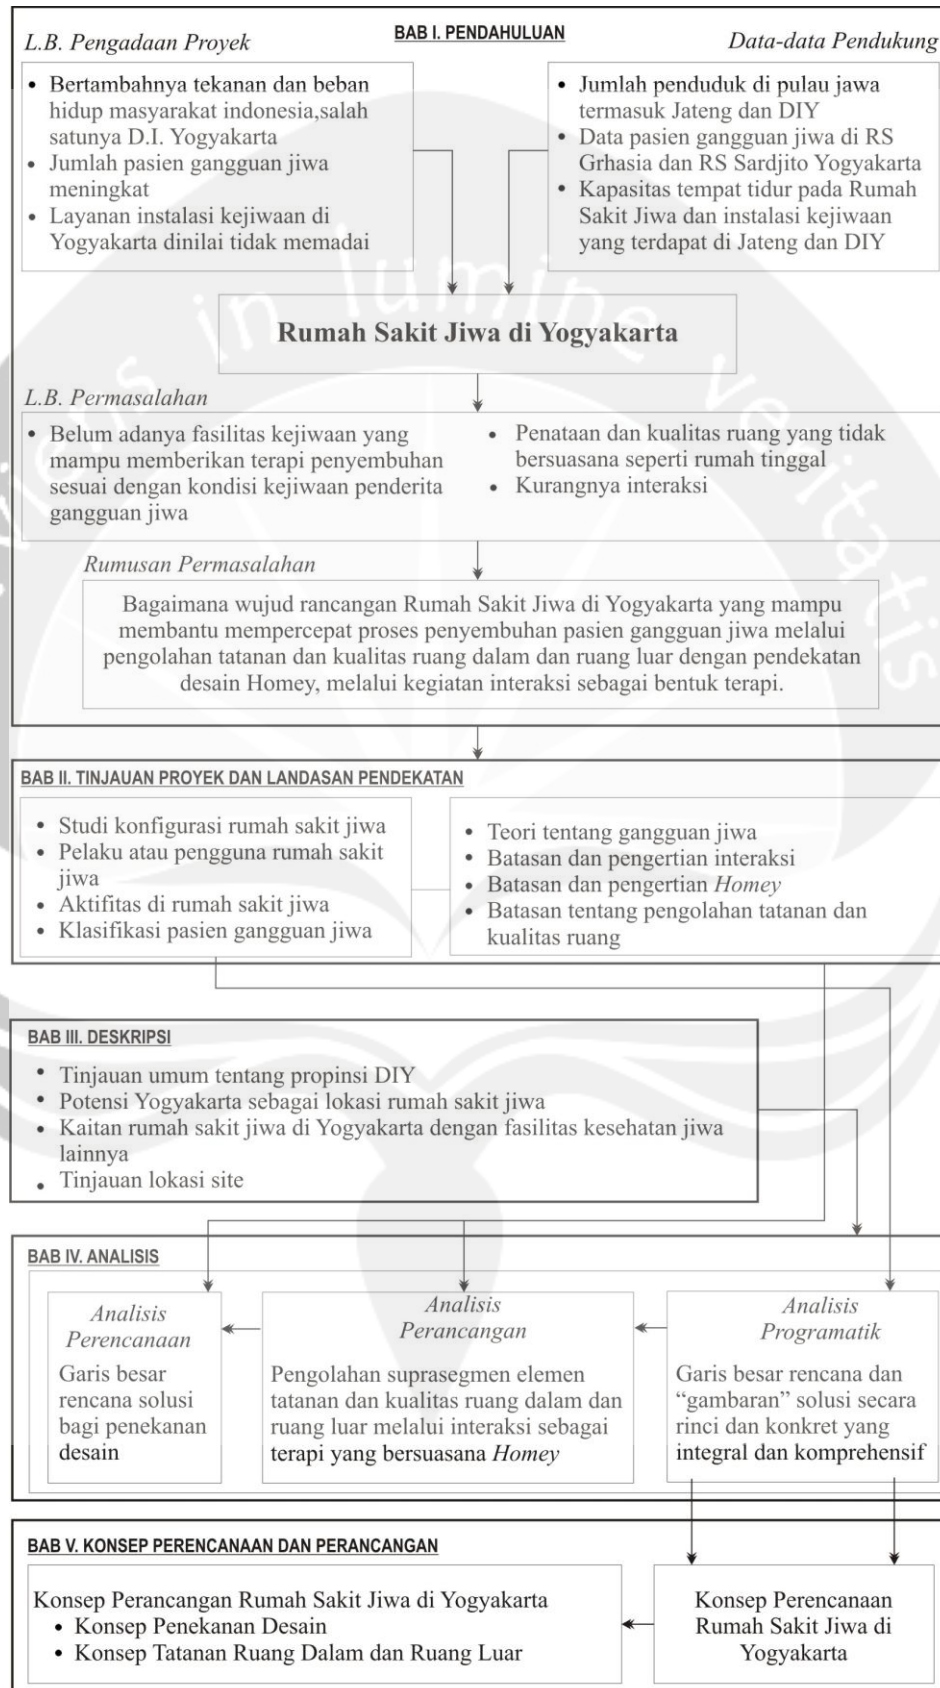 BAB I. PENDAHULUAN
L.B. Pengadaan Proyek
• Bertambahnya tekanan dan beban
hidup masyarakat indonesia,salah
satunya D.I. Yogyakarta
• Jumlah pasien gangguan jiwa
meningkat
• Layanan instalasi kejiwaan di
Yogyakarta dinilai tidak memadai
Data-data Pendukung
• Jumlah penduduk di pulau jawa
termasuk Jateng dan DIY
• Data pasien gangguan jiwa di RS
Grhasia dan RS Sardjito Yogyakarta
• Kapasitas tempat tidur pada Rumah
Sakit Jiwa dan instalasi kejiwaan
yang terdapat di Jateng dan DIY
Rumah Sakit Jiwa di Yogyakarta
L.B. Permasalahan
• Belum adanya fasilitas kejiwaan yang
mampu memberikan terapi penyembuhan
sesuai dengan kondisi kejiwaan penderita
gangguan jiwa
• Penataan dan kualitas ruang yang tidak
bersuasana seperti rumah tinggal
• Kurangnya interaksi
Rumusan Permasalahan
Bagaimana wujud rancangan Rumah Sakit Jiwa di Yogyakarta yang mampu
membantu mempercepat proses penyembuhan pasien gangguan jiwa melalui
pengolahan tatanan dan kualitas ruang dalam dan ruang luar dengan pendekatan
desain Homey, melalui kegiatan interaksi sebagai bentuk terapi.
BAB II. TINJAUAN PROYEK DAN LANDASAN PENDEKATAN
• Studi konfigurasi rumah sakit jiwa
• Pelaku atau pengguna rumah sakit
jiwa
• Aktifitas di rumah sakit jiwa
• Klasifikasi pasien gangguan jiwa
• Teori tentang gangguan jiwa
• Batasan dan pengertian interaksi
• Batasan dan pengertian Homey
• Batasan tentang pengolahan tatanan dan
kualitas ruang
BAB III. DESKRIPSI
• Tinjauan umum tentang propinsi DIY
• Potensi Yogyakarta sebagai lokasi rumah sakit jiwa
• Kaitan rumah sakit jiwa di Yogyakarta dengan fasilitas kesehatan jiwa
lainnya
• Tinjauan lokasi site
BAB IV. ANALISIS
Analisis
Perencanaan
Garis besar
rencana solusi
bagi penekanan
desain
Analisis
Perancangan
Pengolahan suprasegmen elemen
tatanan dan kualitas ruang dalam dan
ruang luar melalui interaksi sebagai
terapi yang bersuasana Homey
Analisis
Programatik
Garis besar rencana dan
“gambaran” solusi secara
rinci dan konkret yang
integral dan komprehensif
BAB V. KONSEP PERENCANAAN DAN PERANCANGAN
Konsep Perancangan Rumah Sakit Jiwa di Yogyakarta
• Konsep Penekanan Desain
• Konsep Tatanan Ruang Dalam dan Ruang Luar
Konsep Perencanaan
Rumah Sakit Jiwa di
Yogyakarta
in lumine veritatis